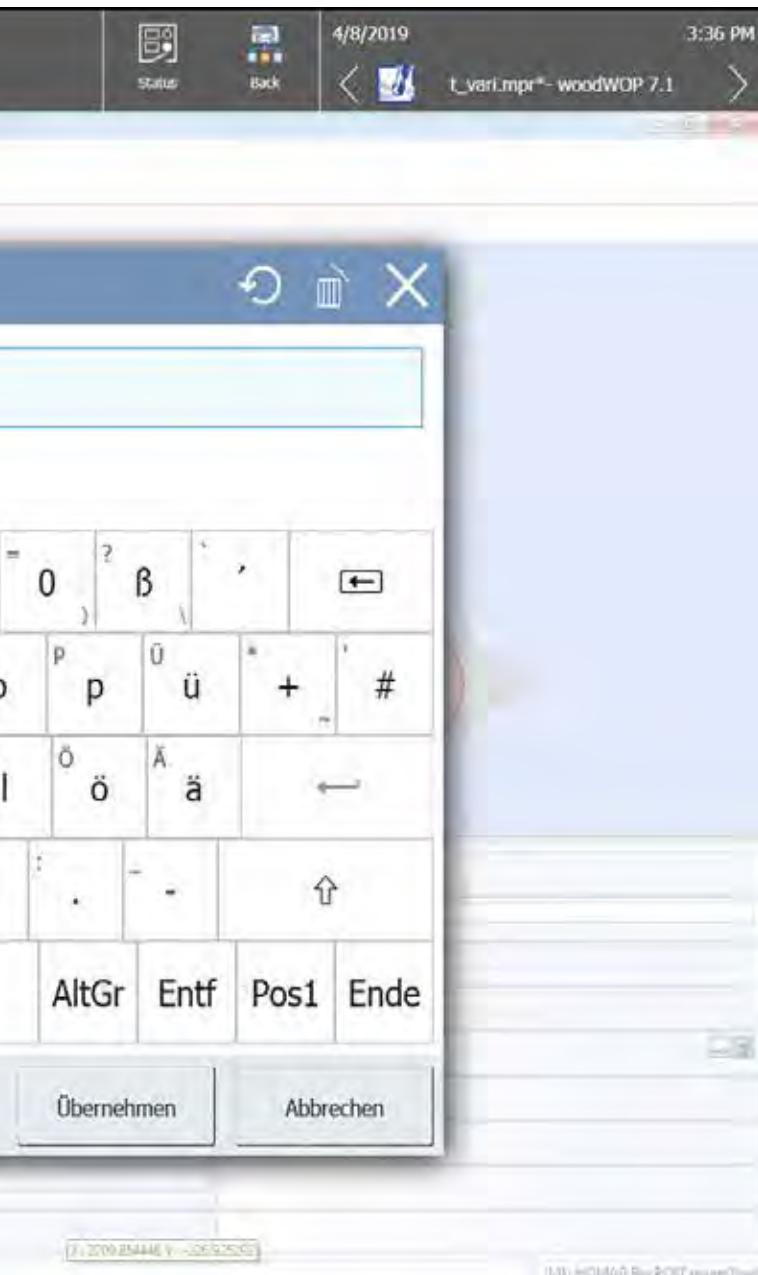 4/8/2019 3:36 PM
Status Back t_vari.mpr*- woodWOP 7.1
= 0 ) ? ß \ ` ´
P p Ü ü * + ~ ' #
l Ö ö Ä ä
: . _ -
AltGr Entf Pos1 Ende
Übernehmen Abbrechen